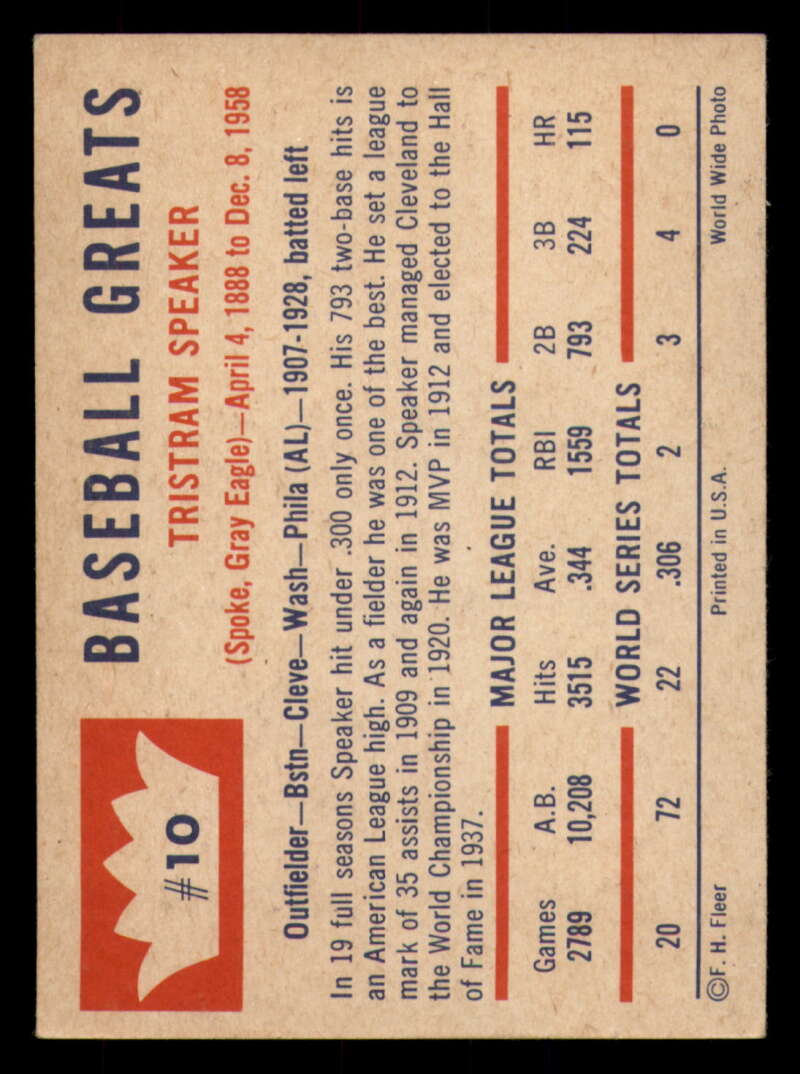 #10
BASEBALL GREATS
TRISTRAM SPEAKER
(Spoke, Gray Eagle)—April 4, 1888 to Dec. 8, 1958
Outfielder—Bstn—Cleve—Wash—Phila (AL)—1907-1928, batted left
In 19 full seasons Speaker hit under .300 only once. His 793 two-base hits is
an American League high. As a fielder he was one of the best. He set a league
mark of 35 assists in 1909 and again in 1912. Speaker managed Cleveland to
the World Championship in 1920. He was MVP in 1912 and elected to the Hall
of Fame in 1937.
MAJOR LEAGUE TOTALS
Games A.B. Hits Ave. RBI 2B 3B HR
2789 10,208 3515 .344 1559 793 224 115
WORLD SERIES TOTALS
20 72 22 .306 2 3 4 0
©F. H. Fleer Printed in U.S.A. World Wide Photo